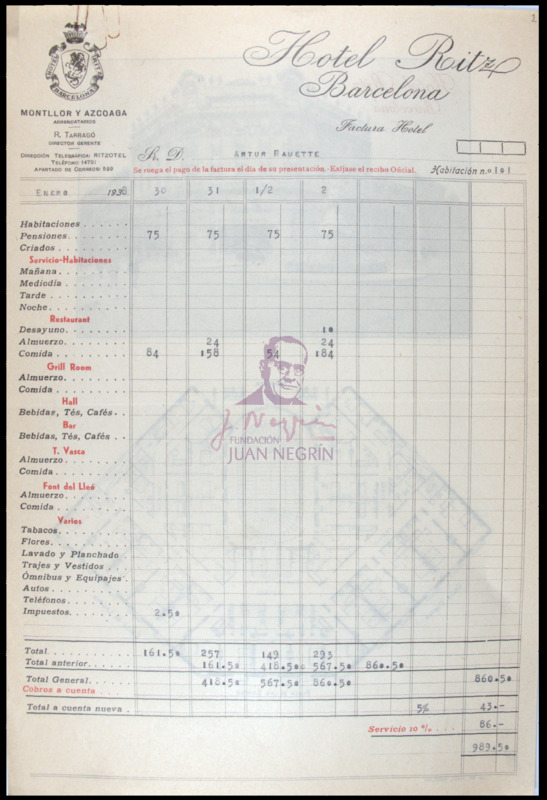 2
Hotel Ritz
Barcelona
HOTEL RITZ
BARCELONA
MONTLLOR Y AZCOAGA
ARRENDATARIOS
R. TARRAGÓ
DIRECTOR GERENTE
Factura Hotel
DIRECCIÓN TELEGRÁFICA: RITZOTEL
TELÉFONO: 14791
APARTADO DE CORREOS: 599
Sr. D. ARTUR RAMETTE
Se ruega el pago de la factura el día de su presentación.-Exíjase el recibo Oficial.
Habitación n.o 101
ENERO 1938 30 31 1/2 2
Habitaciones
Pensiones 75 75 75 75
Criados
Servicio-Habitaciones
Mañana
Mediodía
Tarde
Noche
Restaurant
Desayuno 10
Almuerzo 24 24
Comida 84 158 54 184
Grill Room
Almuerzo
Comida
Hall
Bebidas, Tés, Cafés
Bar
Bebidas, Tés, Cafés
T. Vasca
Almuerzo
Comida
Font del Lleó
Almuerzo
Comida
Varios
Tabacos
Flores
Lavado y Planchado
Trajes y Vestidos
Ómnibus y Equipajes
Autos
Teléfonos
Impuestos 2.50
J. Negrín
FUNDACIÓN
JUAN NEGRÍN
Total 161.50 257 149 293
Total anterior 161.50 418.50 567.50 860.50
Total General 418.50 567.50 860.50 860.50
Cobros a cuenta
Total a cuenta nueva 5% 43.-
Servicio 10 % 86.-
989.50